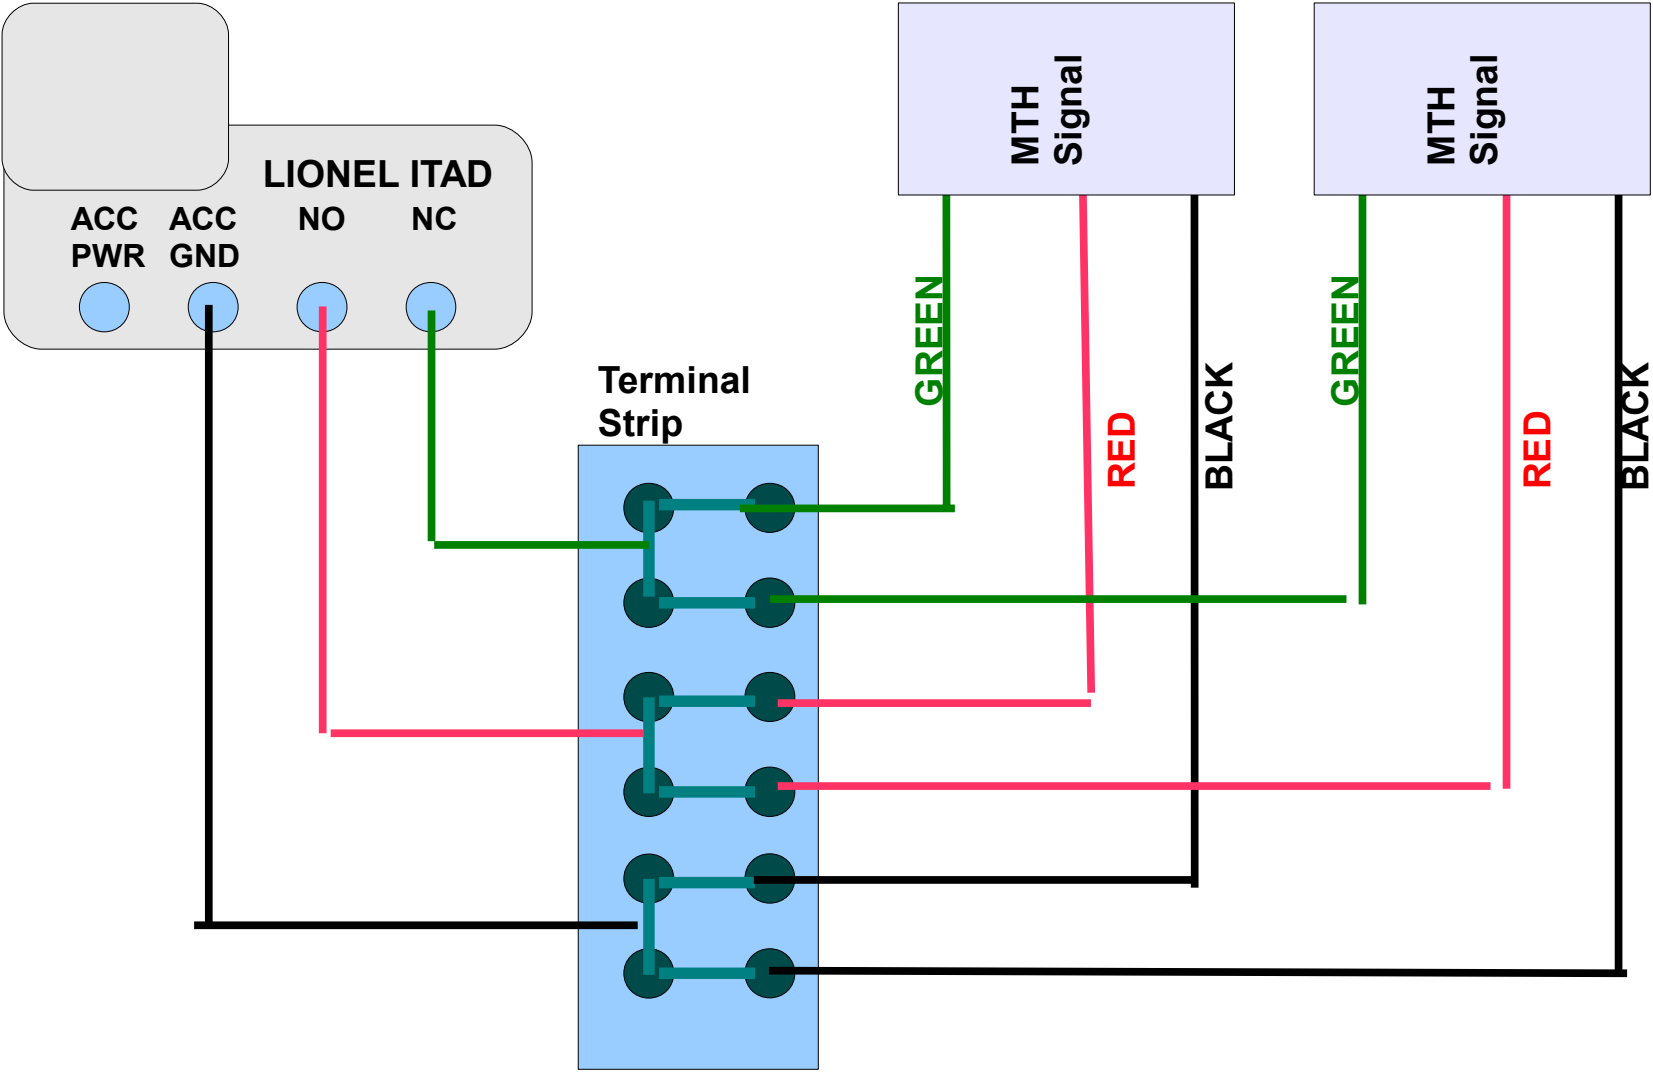 LIONEL ITAD
ACC
PWR
ACC
GND
NO
NC
Terminal
Strip
MTH
Signal
GREEN
RED
BLACK
MTH
Signal
GREEN
RED
BLACK